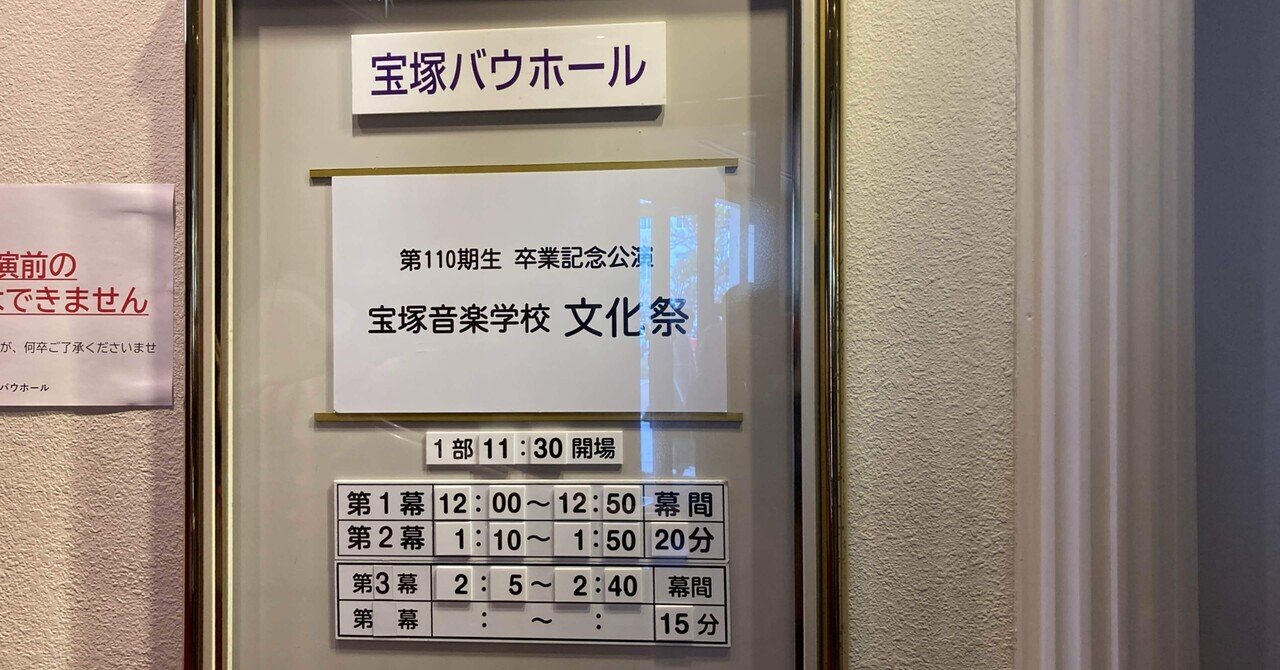 宝塚バウホール
第110期生 卒業記念公演
宝塚音楽学校 文化祭
1部 11:30 開場
第1幕 12:00～12:50 幕間
第2幕 1:10～1:50 20分
第3幕 2:5～2:40 幕間
第 幕 : ～ : 15分
演前の
できません
が、何卒ご了承くださいませ
バウホール